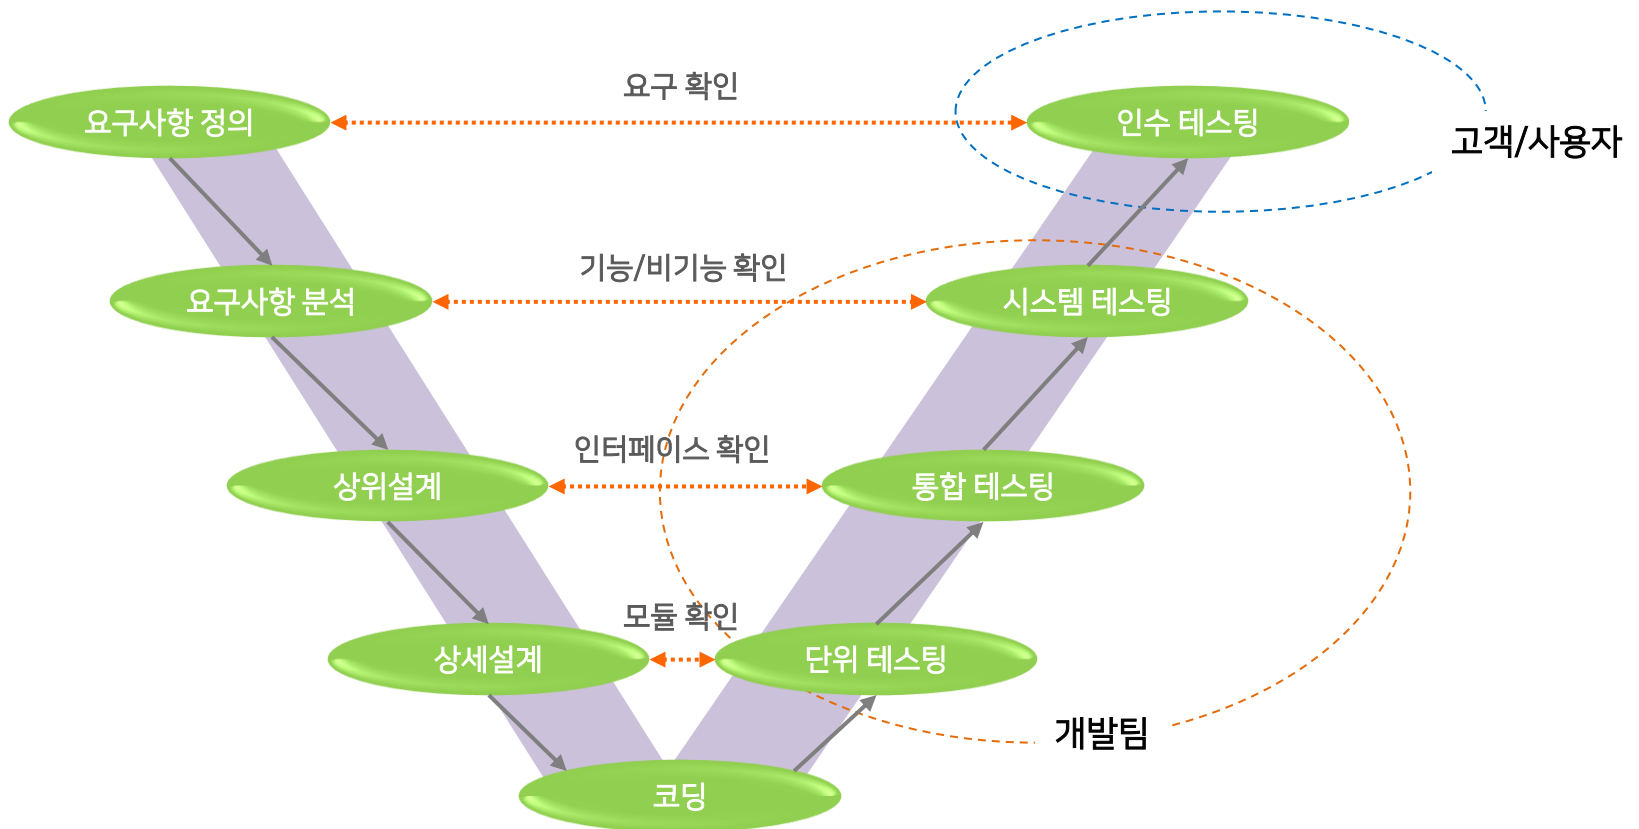 요구 확인
요구사항 정의
인수 테스팅
고객/사용자
기능/비기능 확인
요구사항 분석
시스템 테스팅
인터페이스 확인
상위설계
통합 테스팅
모듈 확인
상세설계
단위 테스팅
개발팀
코딩